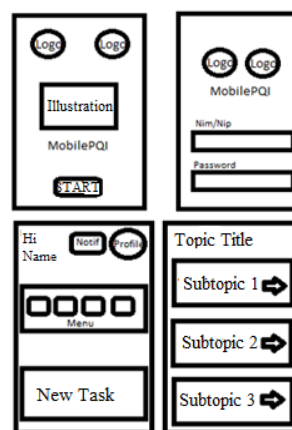 Logo Logo
Illustration
MobilePQI
START
Logo Logo
MobilePQI
Nim/Nip
Password
Hi
Name
Notif
Profile
Menu
New Task
Topic Title
Subtopic 1
Subtopic 2
Subtopic 3